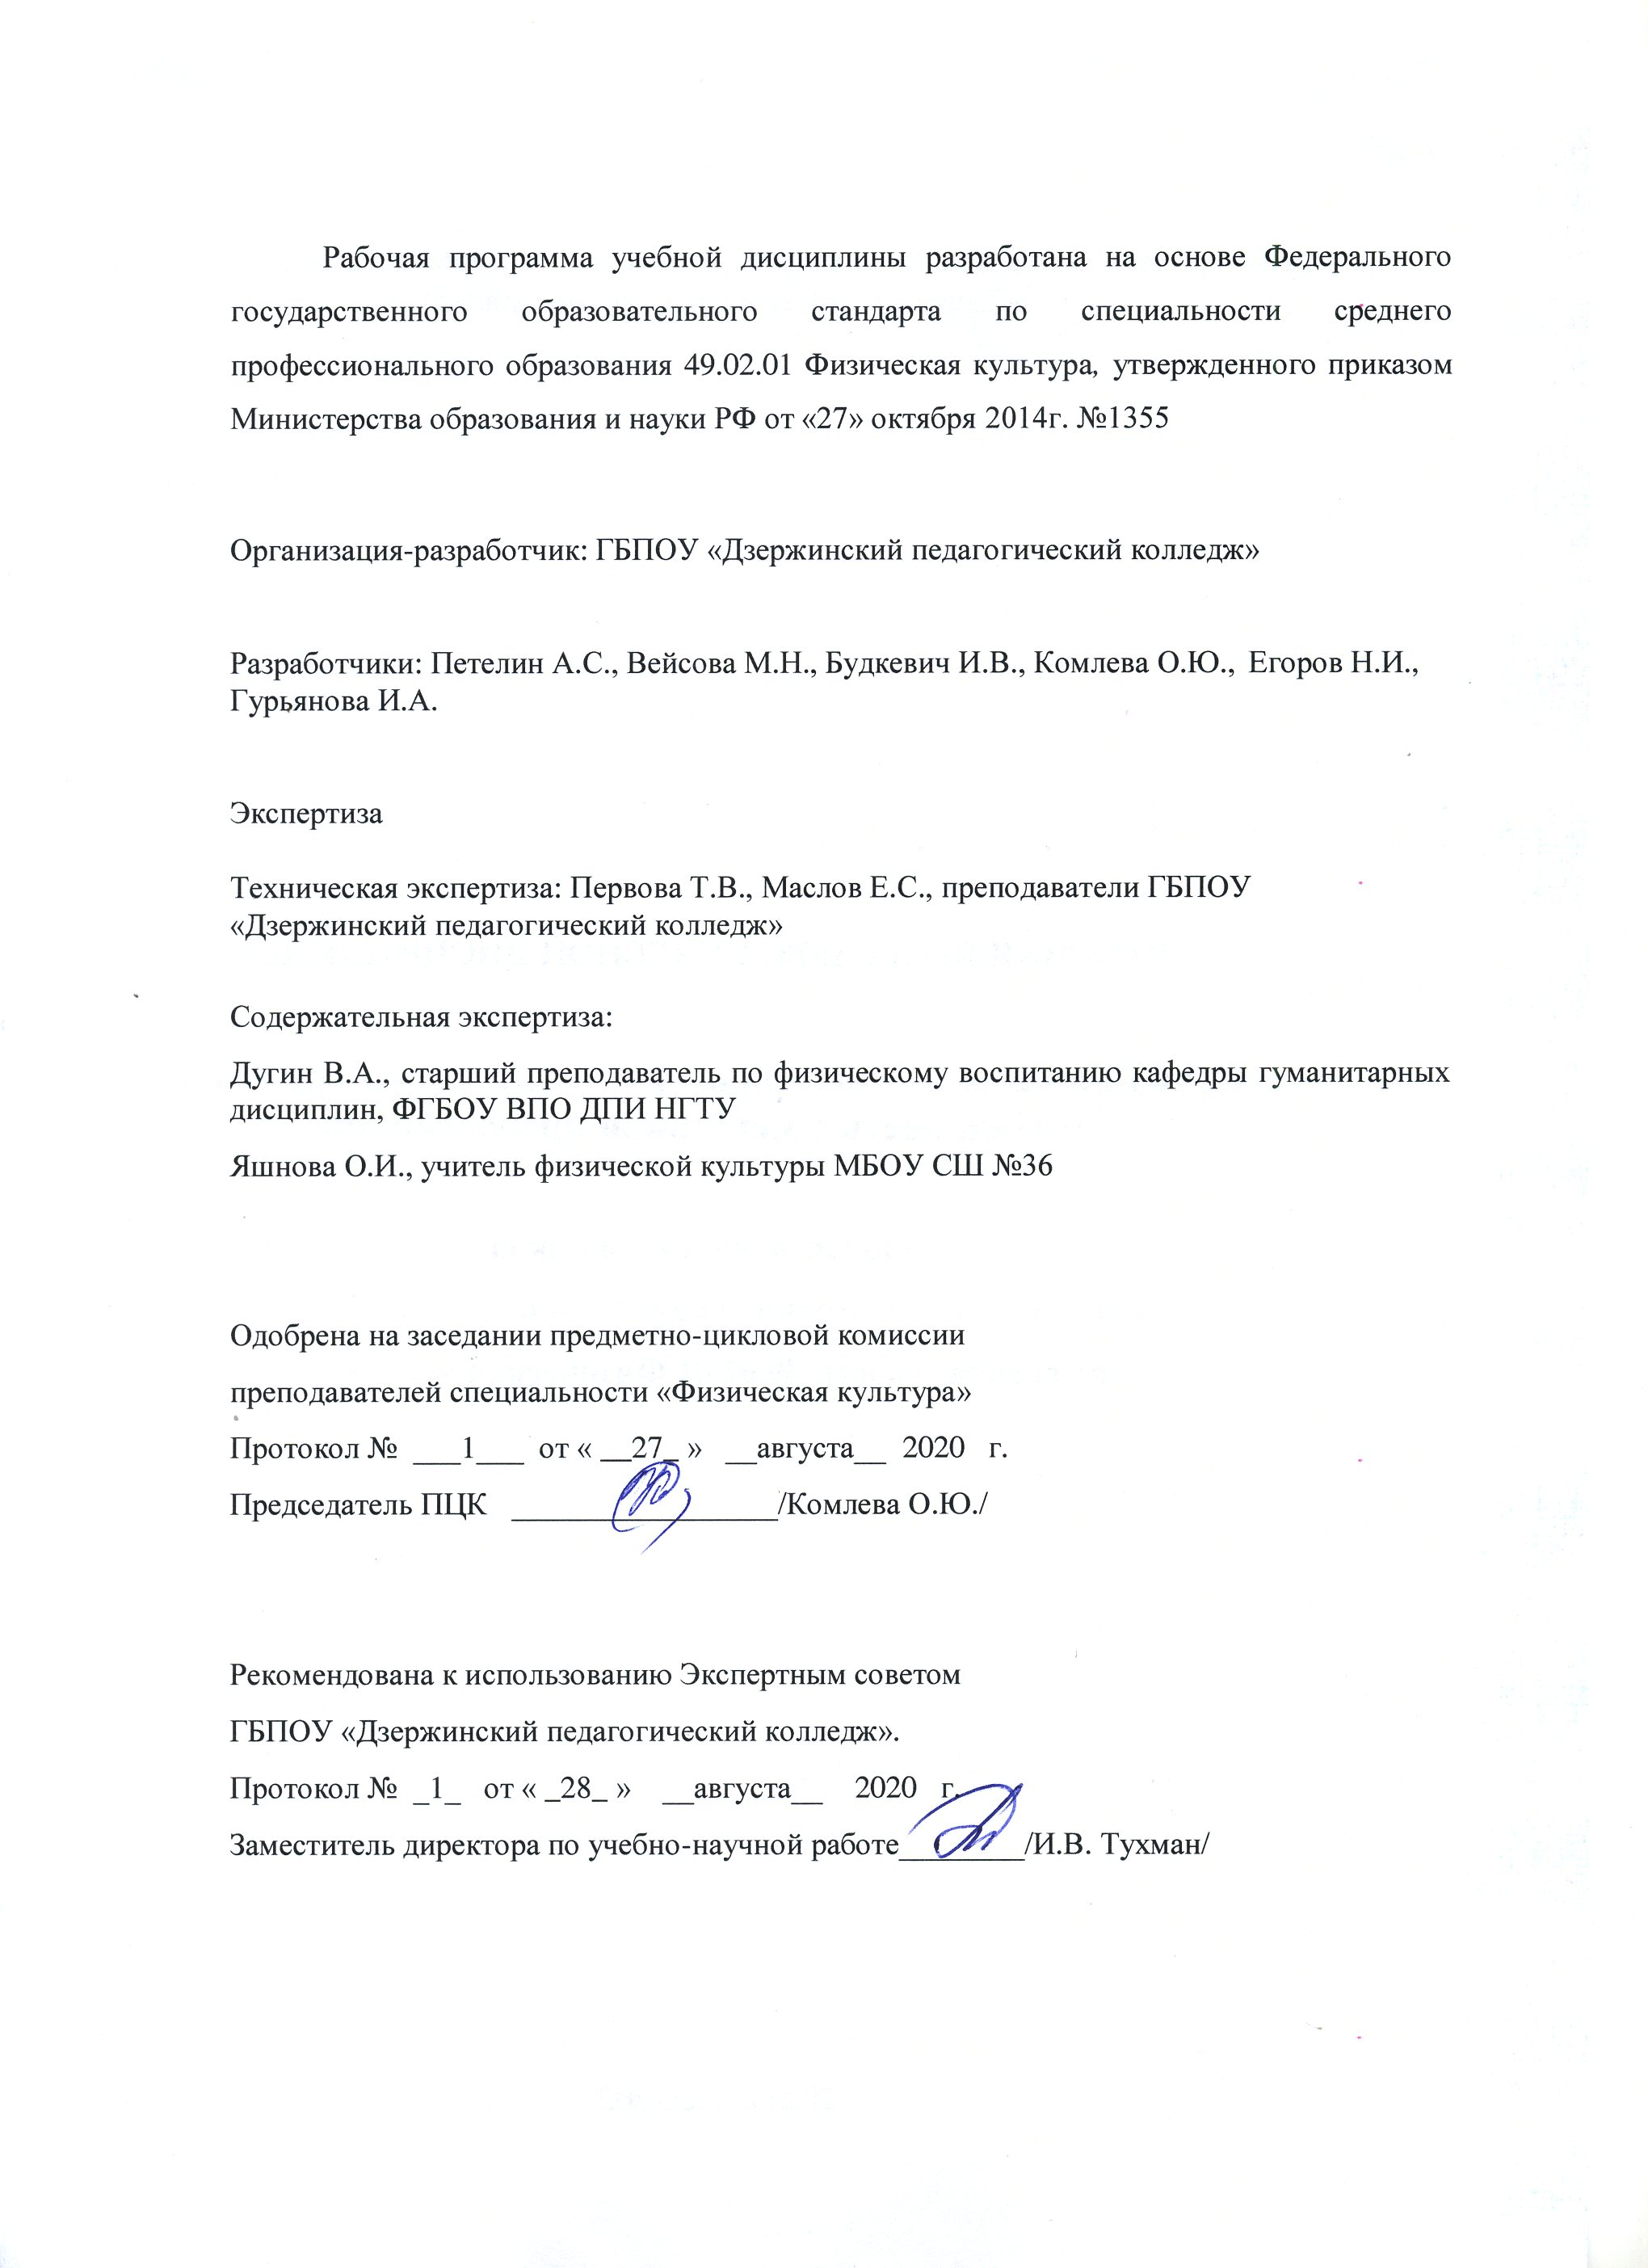 Рабочая программа учебной дисциплины разработана на основе Федерального
государственного образовательного стандарта по специальности среднего
профессионального образования 49.02.01 Физическая культура, утвержденного приказом
Министерства образования и науки РФ от «27» октября 2014г. №1355
Организация-разработчик: ГБПОУ «Дзержинский педагогический колледж»
Разработчики: Петелин А.С., Вейсова М.Н., Будкевич И.В., Комлева О.Ю., Егоров Н.И.,
Гурьянова И.А.
Экспертиза
Техническая экспертиза: Первова Т.В., Маслов Е.С., преподаватели ГБПОУ
«Дзержинский педагогический колледж»
Содержательная экспертиза:
Дугин В.А., старший преподаватель по физическому воспитанию кафедры гуманитарных
дисциплин, ФГБОУ ВПО ДПИ НГТУ
Яшнова О.И., учитель физической культуры МБОУ СШ №36
Одобрена на заседании предметно-цикловой комиссии
преподавателей специальности «Физическая культура»
Протокол № ___1___ от « __27_ » __августа__ 2020 г.
Председатель ПЦК _________________/Комлева О.Ю./
Рекомендована к использованию Экспертным советом
ГБПОУ «Дзержинский педагогический колледж».
Протокол № _1_ от « _28_ » __августа__ 2020 г.
Заместитель директора по учебно-научной работе________/И.В. Тухман/